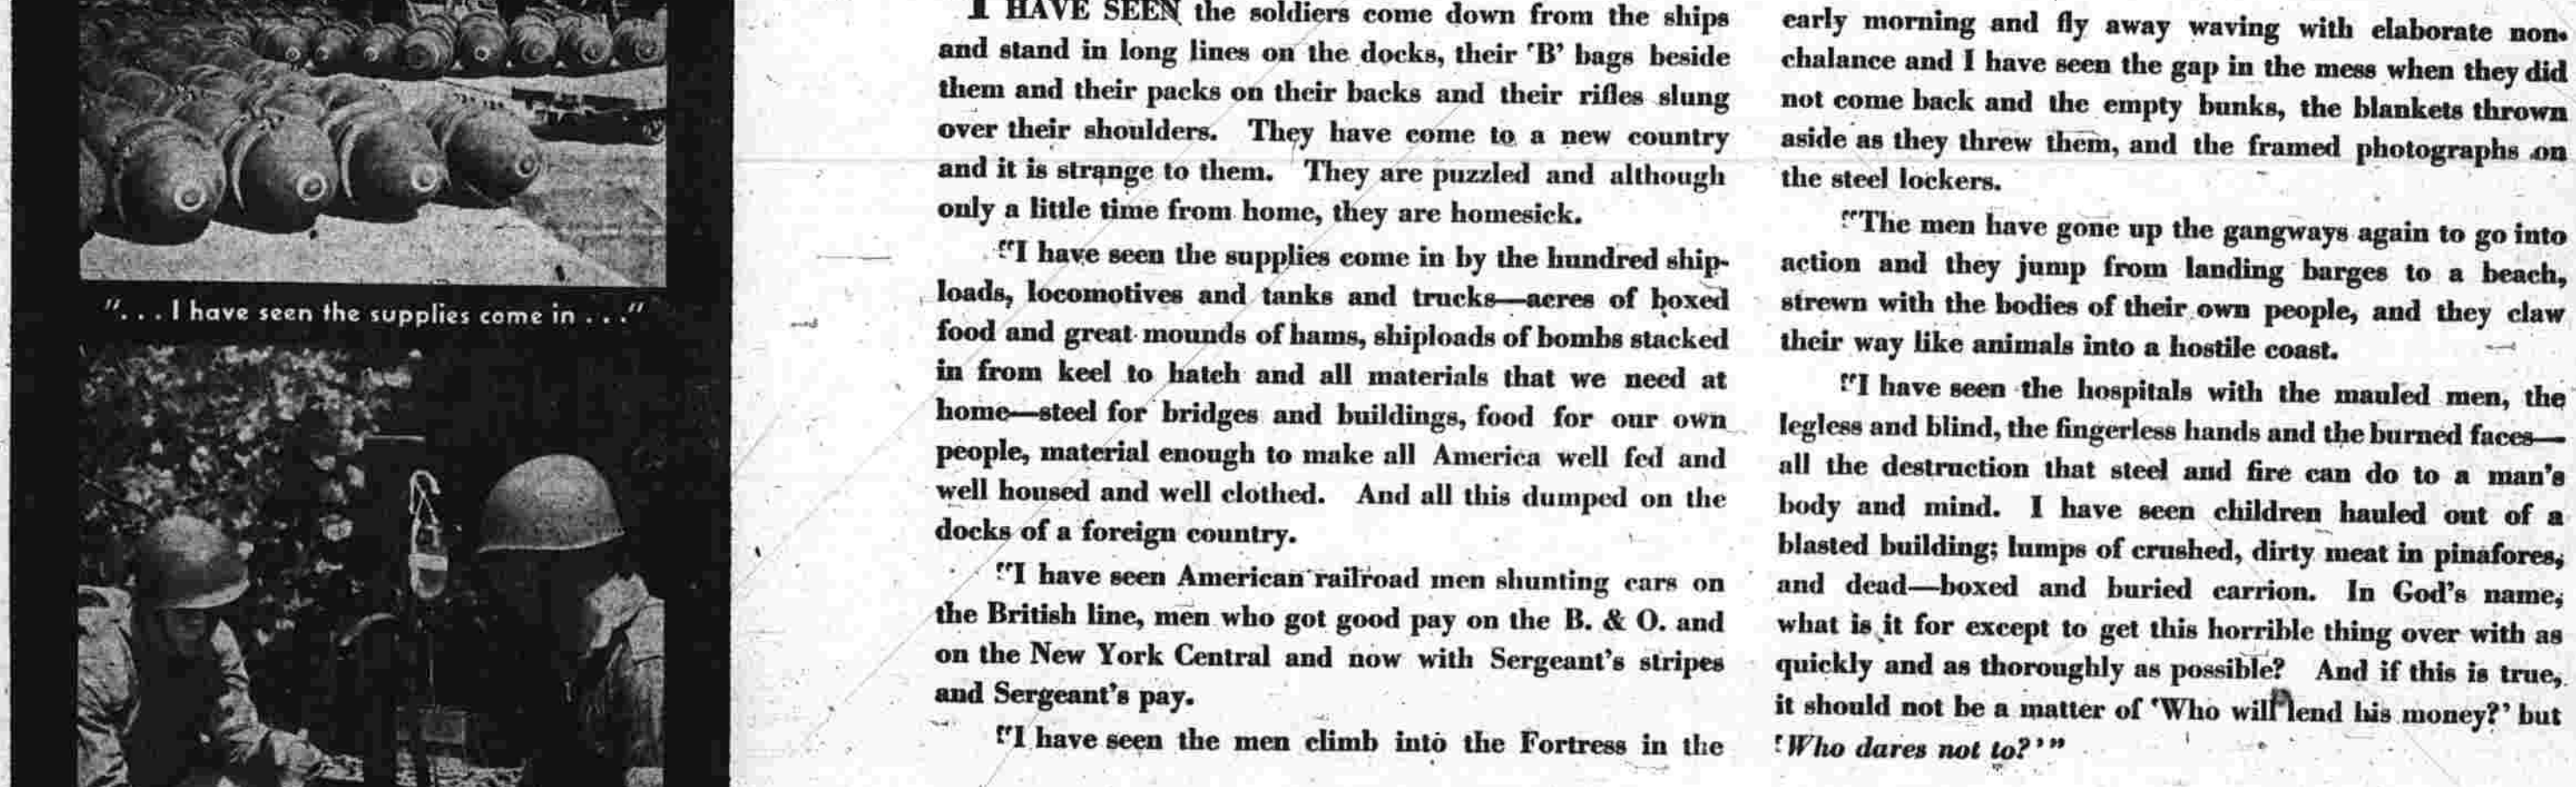 ". . . I have seen the supplies come in . . ."
I HAVE SEEN the soldiers come down from the ships
and stand in long lines on the docks, their 'B' bags beside
them and their packs on their backs and their rifles slung
over their shoulders. They have come to a new country
and it is strange to them. They are puzzled and although
only a little time from home, they are homesick.
"I have seen the supplies come in by the hundred ship-
loads, locomotives and tanks and trucks—acres of boxed
food and great mounds of hams, shiploads of bombs stacked
in from keel to hatch and all materials that we need at
home—steel for bridges and buildings, food for our own
people, material enough to make all America well fed and
well housed and well clothed. And all this dumped on the
docks of a foreign country.
"I have seen American railroad men shunting cars on
the British line, men who got good pay on the B. & O. and
on the New York Central and now with Sergeant's stripes
and Sergeant's pay.
"I have seen the men climb into the Fortress in the
early morning and fly away waving with elaborate non-
chalance and I have seen the gap in the mess when they did
not come back and the empty bunks, the blankets thrown
aside as they threw them, and the framed photographs on
the steel lockers.
"The men have gone up the gangways again to go into
action and they jump from landing barges to a beach,
strewn with the bodies of their own people, and they claw
their way like animals into a hostile coast.
"I have seen the hospitals with the mauled men, the
legless and blind, the fingerless hands and the burned faces—
all the destruction that steel and fire can do to a man's
body and mind. I have seen children hauled out of a
blasted building; lumps of crushed, dirty meat in pinafores,
and dead—boxed and buried carrion. In God's name,
what is it for except to get this horrible thing over with as
quickly and as thoroughly as possible? And if this is true,
it should not be a matter of 'Who will lend his money?' but
'Who dares not to?'"